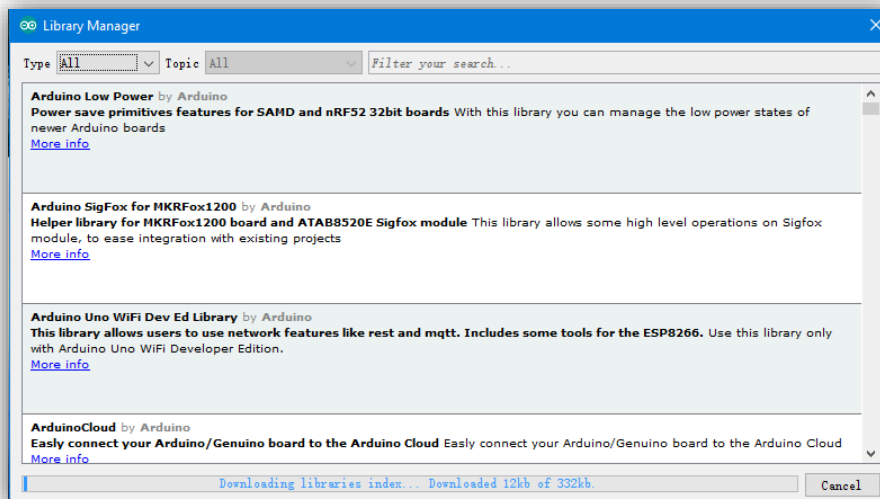 Library Manager
Type All Topic All Filter your search...
Arduino Low Power by Arduino
Power save primitives features for SAMD and nRF52 32bit boards With this library you can manage the low power states of
newer Arduino boards
More info
Arduino SigFox for MKRFox1200 by Arduino
Helper library for MKRFox1200 board and ATAB8520E Sigfox module This library allows some high level operations on Sigfox
module, to ease integration with existing projects
More info
Arduino Uno WiFi Dev Ed Library by Arduino
This library allows users to use network features like rest and mqtt. Includes some tools for the ESP8266. Use this library only
with Arduino Uno WiFi Developer Edition.
More info
ArduinoCloud by Arduino
Easly connect your Arduino/Genuino board to the Arduino Cloud Easly connect your Arduino/Genuino board to the Arduino Cloud
More info
Downloading libraries index... Downloaded 12kb of 332kb.
Cancel